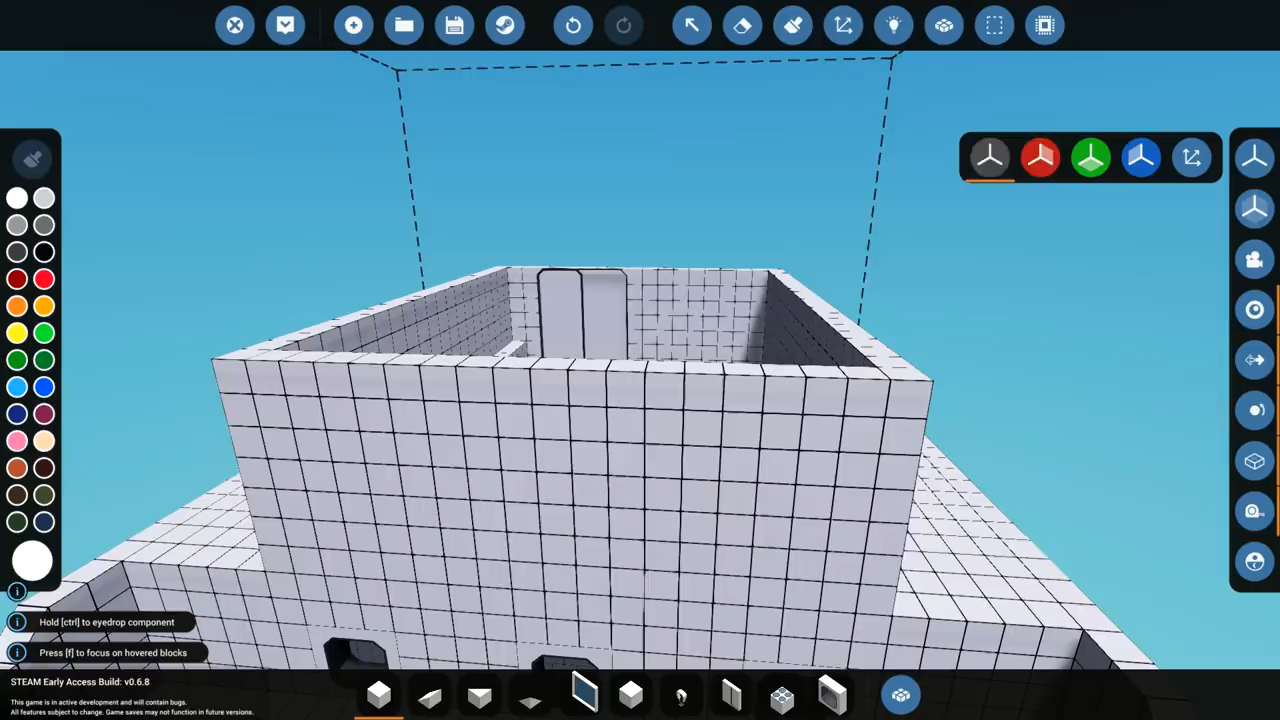 Hold [ctrl] to eyedrop component
Press [f] to focus on hovered blocks
STEAM Early Access Build: v0.6.8
This game is in active development and will contain bugs.
All features subject to change. Game saves may not function in future versions.